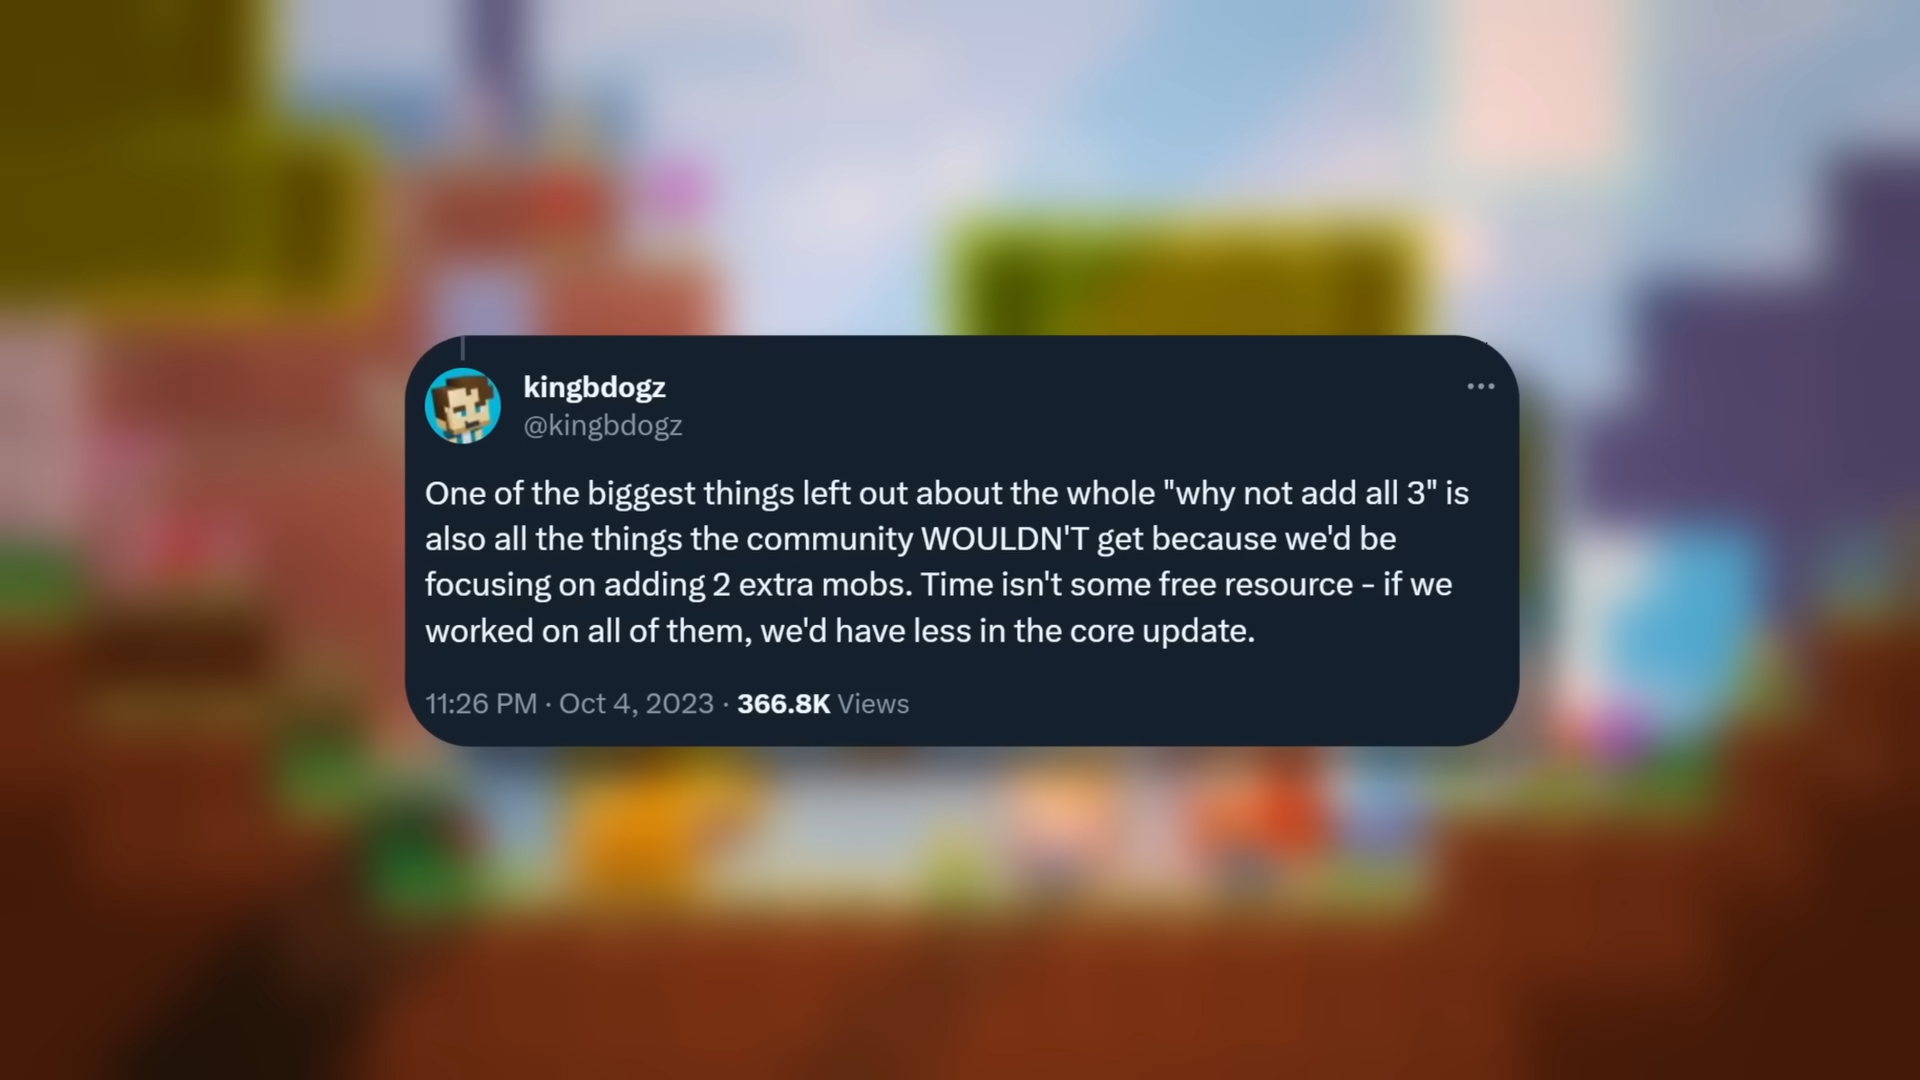 kingbdogz
@kingbdogz
One of the biggest things left out about the whole "why not add all 3" is
also all the things the community WOULDN'T get because we'd be
focusing on adding 2 extra mobs. Time isn't some free resource - if we
worked on all of them, we'd have less in the core update.
11:26 PM · Oct 4, 2023 · 366.8K Views